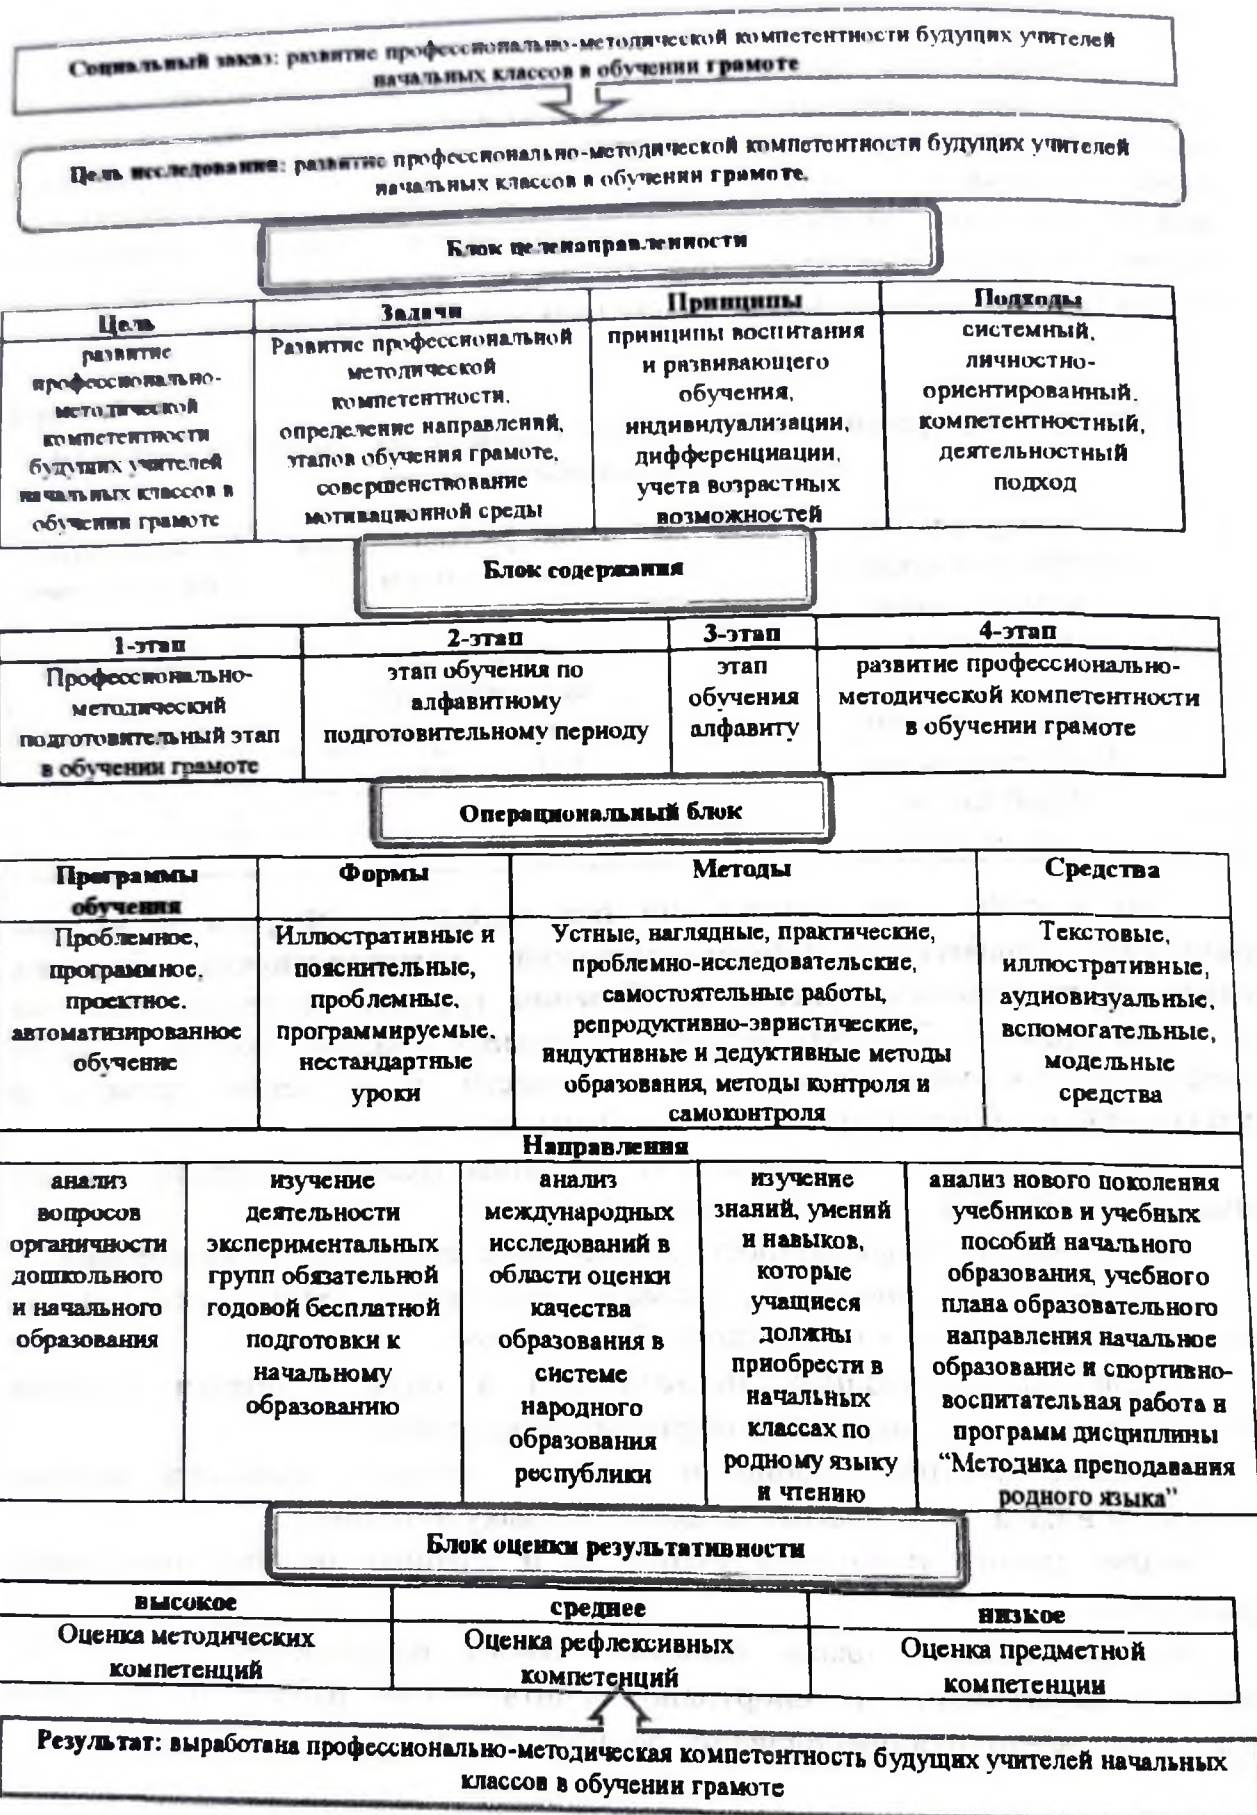 Социальный заказ: развитие профессионально-методической компетентности будущих учителей
начальных классов в обучении грамоте
Цель исследования: развитие профессионально-методической компетентности будущих учителей
начальных классов в обучении грамоте.
Блок целенаправленности
Цель
развитие
профессионально-
методической
компетентности
будущих учителей
начальных классов в
обучении грамоте
Задачи
Развитие профессиональной
методической
компетентности,
определение направлений,
этапов обучения грамоте,
совершенствование
мотивационной среды
Принципы
принципы воспитания
и развивающего
обучения,
индивидуализации,
дифференциации,
учета возрастных
возможностей
Подходы
системный,
личностно-
ориентированный,
компетентностный,
деятельностный
подход
Блок содержания
1-этап
Профессионально-
методический
подготовительный этап
в обучении грамоте
2-этап
этап обучения по
алфавитному
подготовительному периоду
3-этап
этап
обучения
алфавиту
4-этап
развитие профессионально-
методической компетентности
в обучении грамоте
Операциональный блок
Программы
обучения
Проблемное,
программное,
проектное,
автоматизированное
обучение
Формы
Иллюстративные и
пояснительные,
проблемные,
программируемые,
нестандартные
уроки
Методы
Устные, наглядные, практические,
проблемно-исследовательские,
самостоятельные работы,
репродуктивно-эвристические,
индуктивные и дедуктивные методы
образования, методы контроля и
самоконтроля
Средства
Текстовые,
иллюстративные,
аудиовизуальные,
вспомогательные,
модельные
средства
Направления
анализ
вопросов
органичности
дошкольного
и начального
образования
изучение
деятельности
экспериментальных
групп обязательной
годовой бесплатной
подготовки к
начальному
образованию
анализ
международных
исследований в
области оценки
качества
образования в
системе
народного
образования
республики
изучение
знаний, умений
и навыков,
которые
учащиеся
должны
приобрести в
начальных
классах по
родному языку
и чтению
анализ нового поколения
учебников и учебных
пособий начального
образования, учебного
плана образовательного
направления начальное
образование и спортивно-
воспитательная работа и
программ дисциплины
“Методика преподавания
родного языка”
Блок оценки результативности
высокое
Оценка методических
компетенций
среднее
Оценка рефлексивных
компетенций
низкое
Оценка предметной
компетенции
Результат: выработана профессионально-методическая компетентность будущих учителей начальных
классов в обучении грамоте